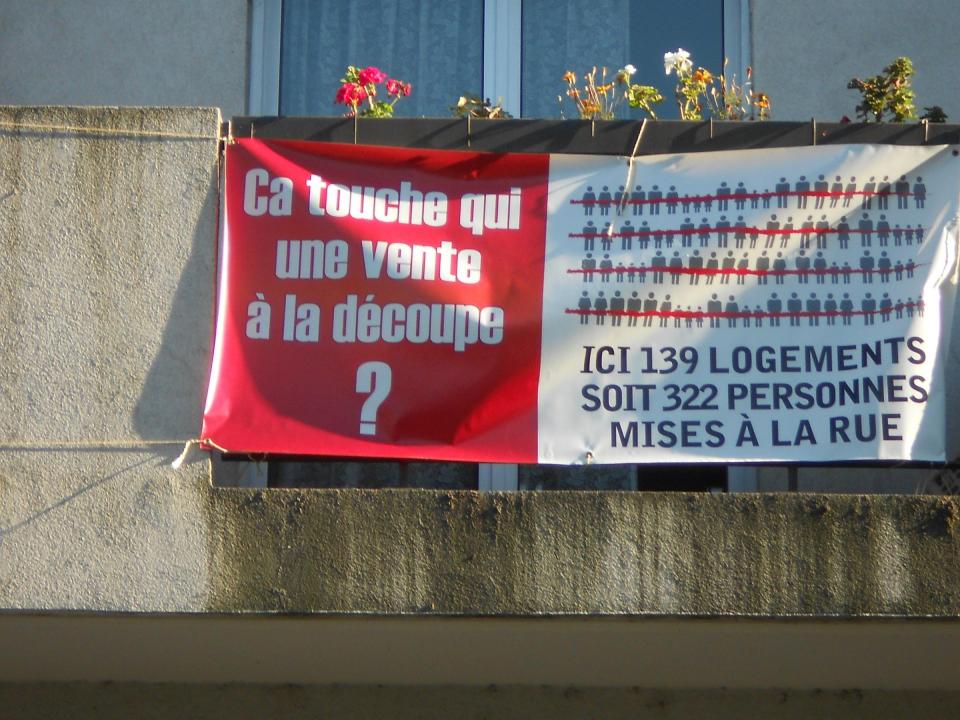 Ca touche qui
une vente
à la découpe
?
ICI 139 LOGEMENTS
SOIT 322 PERSONNES
MISES À LA RUE